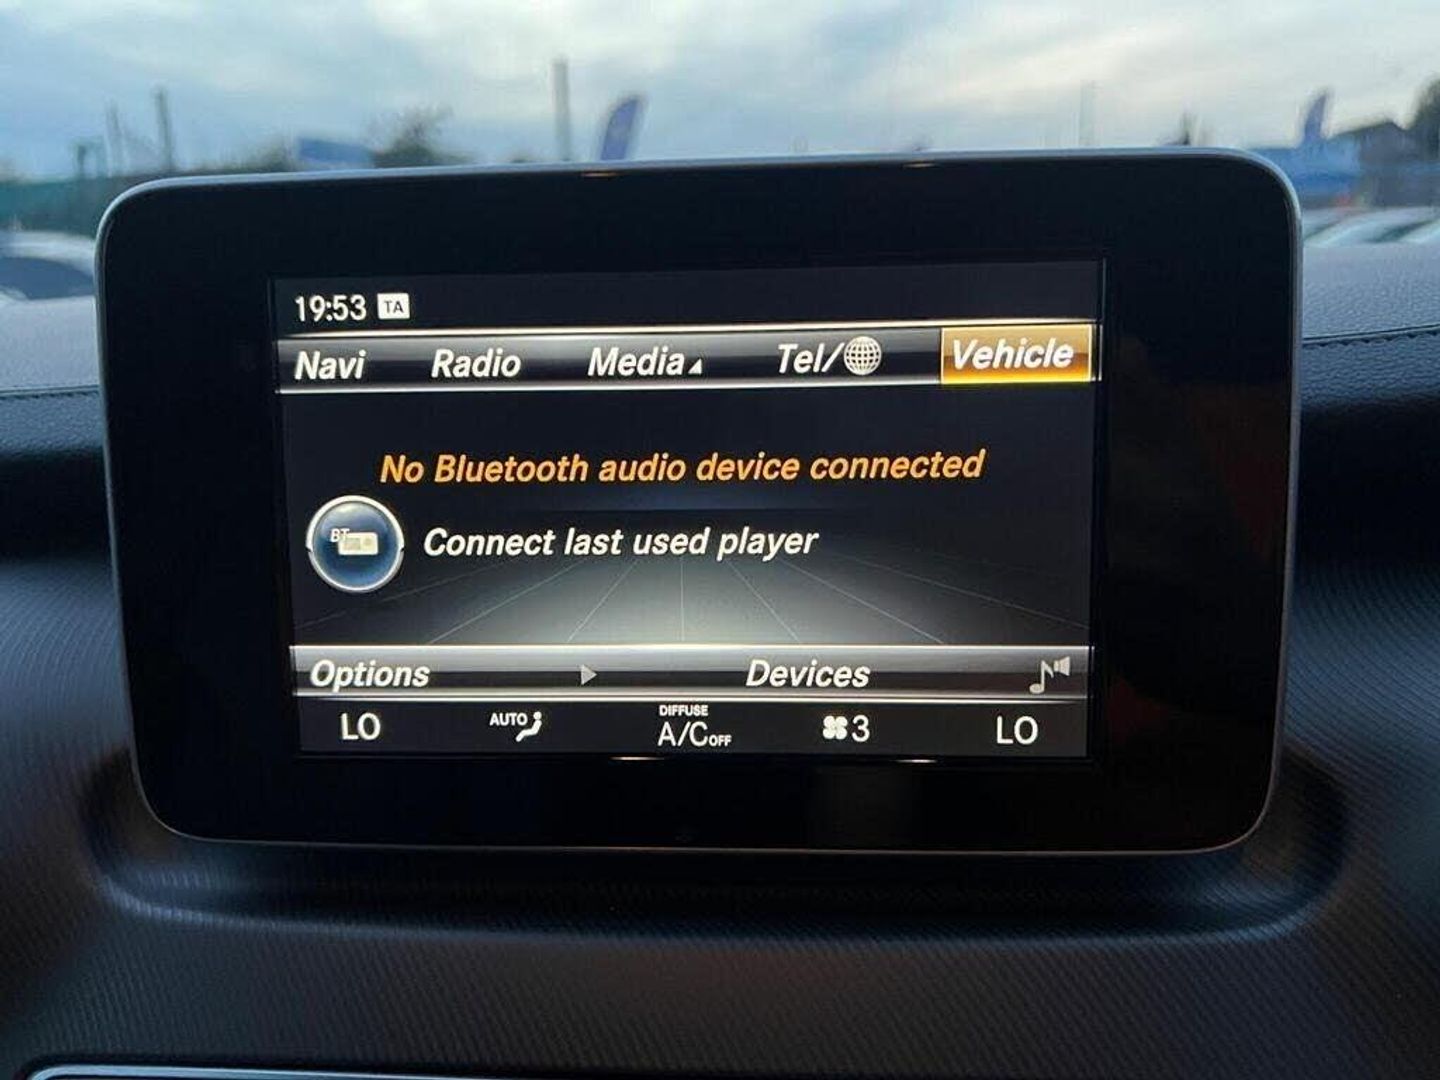 19:53 TA
Navi Radio Media Tel/ Vehicle
No Bluetooth audio device connected
BT
Connect last used player
Options Devices
LO AUTO DIFFUSE A/COFF 3 LO